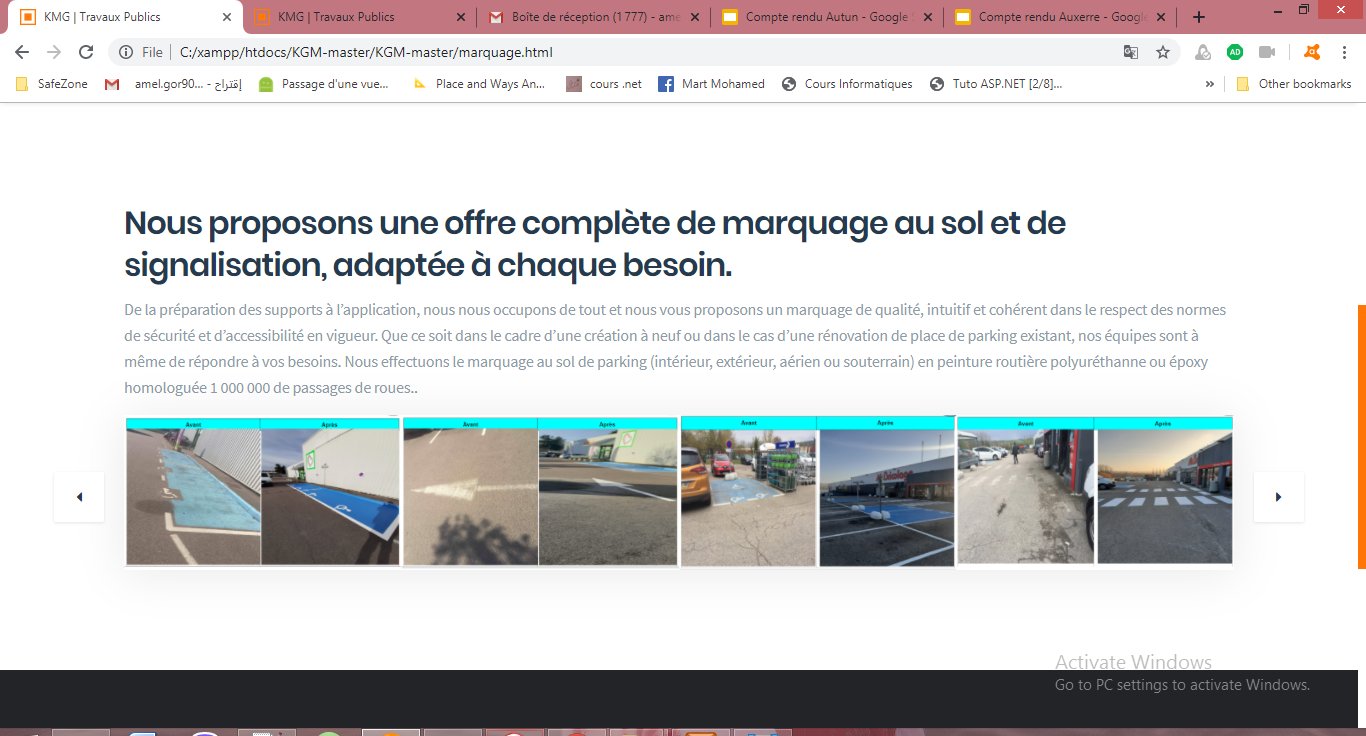 KMG | Travaux Publics
KMG | Travaux Publics
Boîte de réception (1 777) - ame
Compte rendu Autun - Google S
Compte rendu Auxerre - Google
File
C:/xampp/htdocs/KGM-master/KGM-master/marquage.html
AD
SafeZone
amel.gor90... - إقتراح
Passage d'une vue...
Place and Ways An...
cours .net
Mart Mohamed
Cours Informatiques
Tuto ASP.NET [2/8]...
»
Other bookmarks
Nous proposons une offre complète de marquage au sol et de
signalisation, adaptée à chaque besoin.
De la préparation des supports à l’application, nous nous occupons de tout et nous vous proposons un marquage de qualité, intuitif et cohérent dans le respect des normes
de sécurité et d’accessibilité en vigueur. Que ce soit dans le cadre d’une création à neuf ou dans le cas d’une rénovation de place de parking existant, nos équipes sont à
même de répondre à vos besoins. Nous effectuons le marquage au sol de parking (intérieur, extérieur, aérien ou souterrain) en peinture routière polyuréthanne ou époxy
homologuée 1 000 000 de passages de roues..
Avant Après Avant Après Avant Après Avant Après
Activate Windows
Go to PC settings to activate Windows.